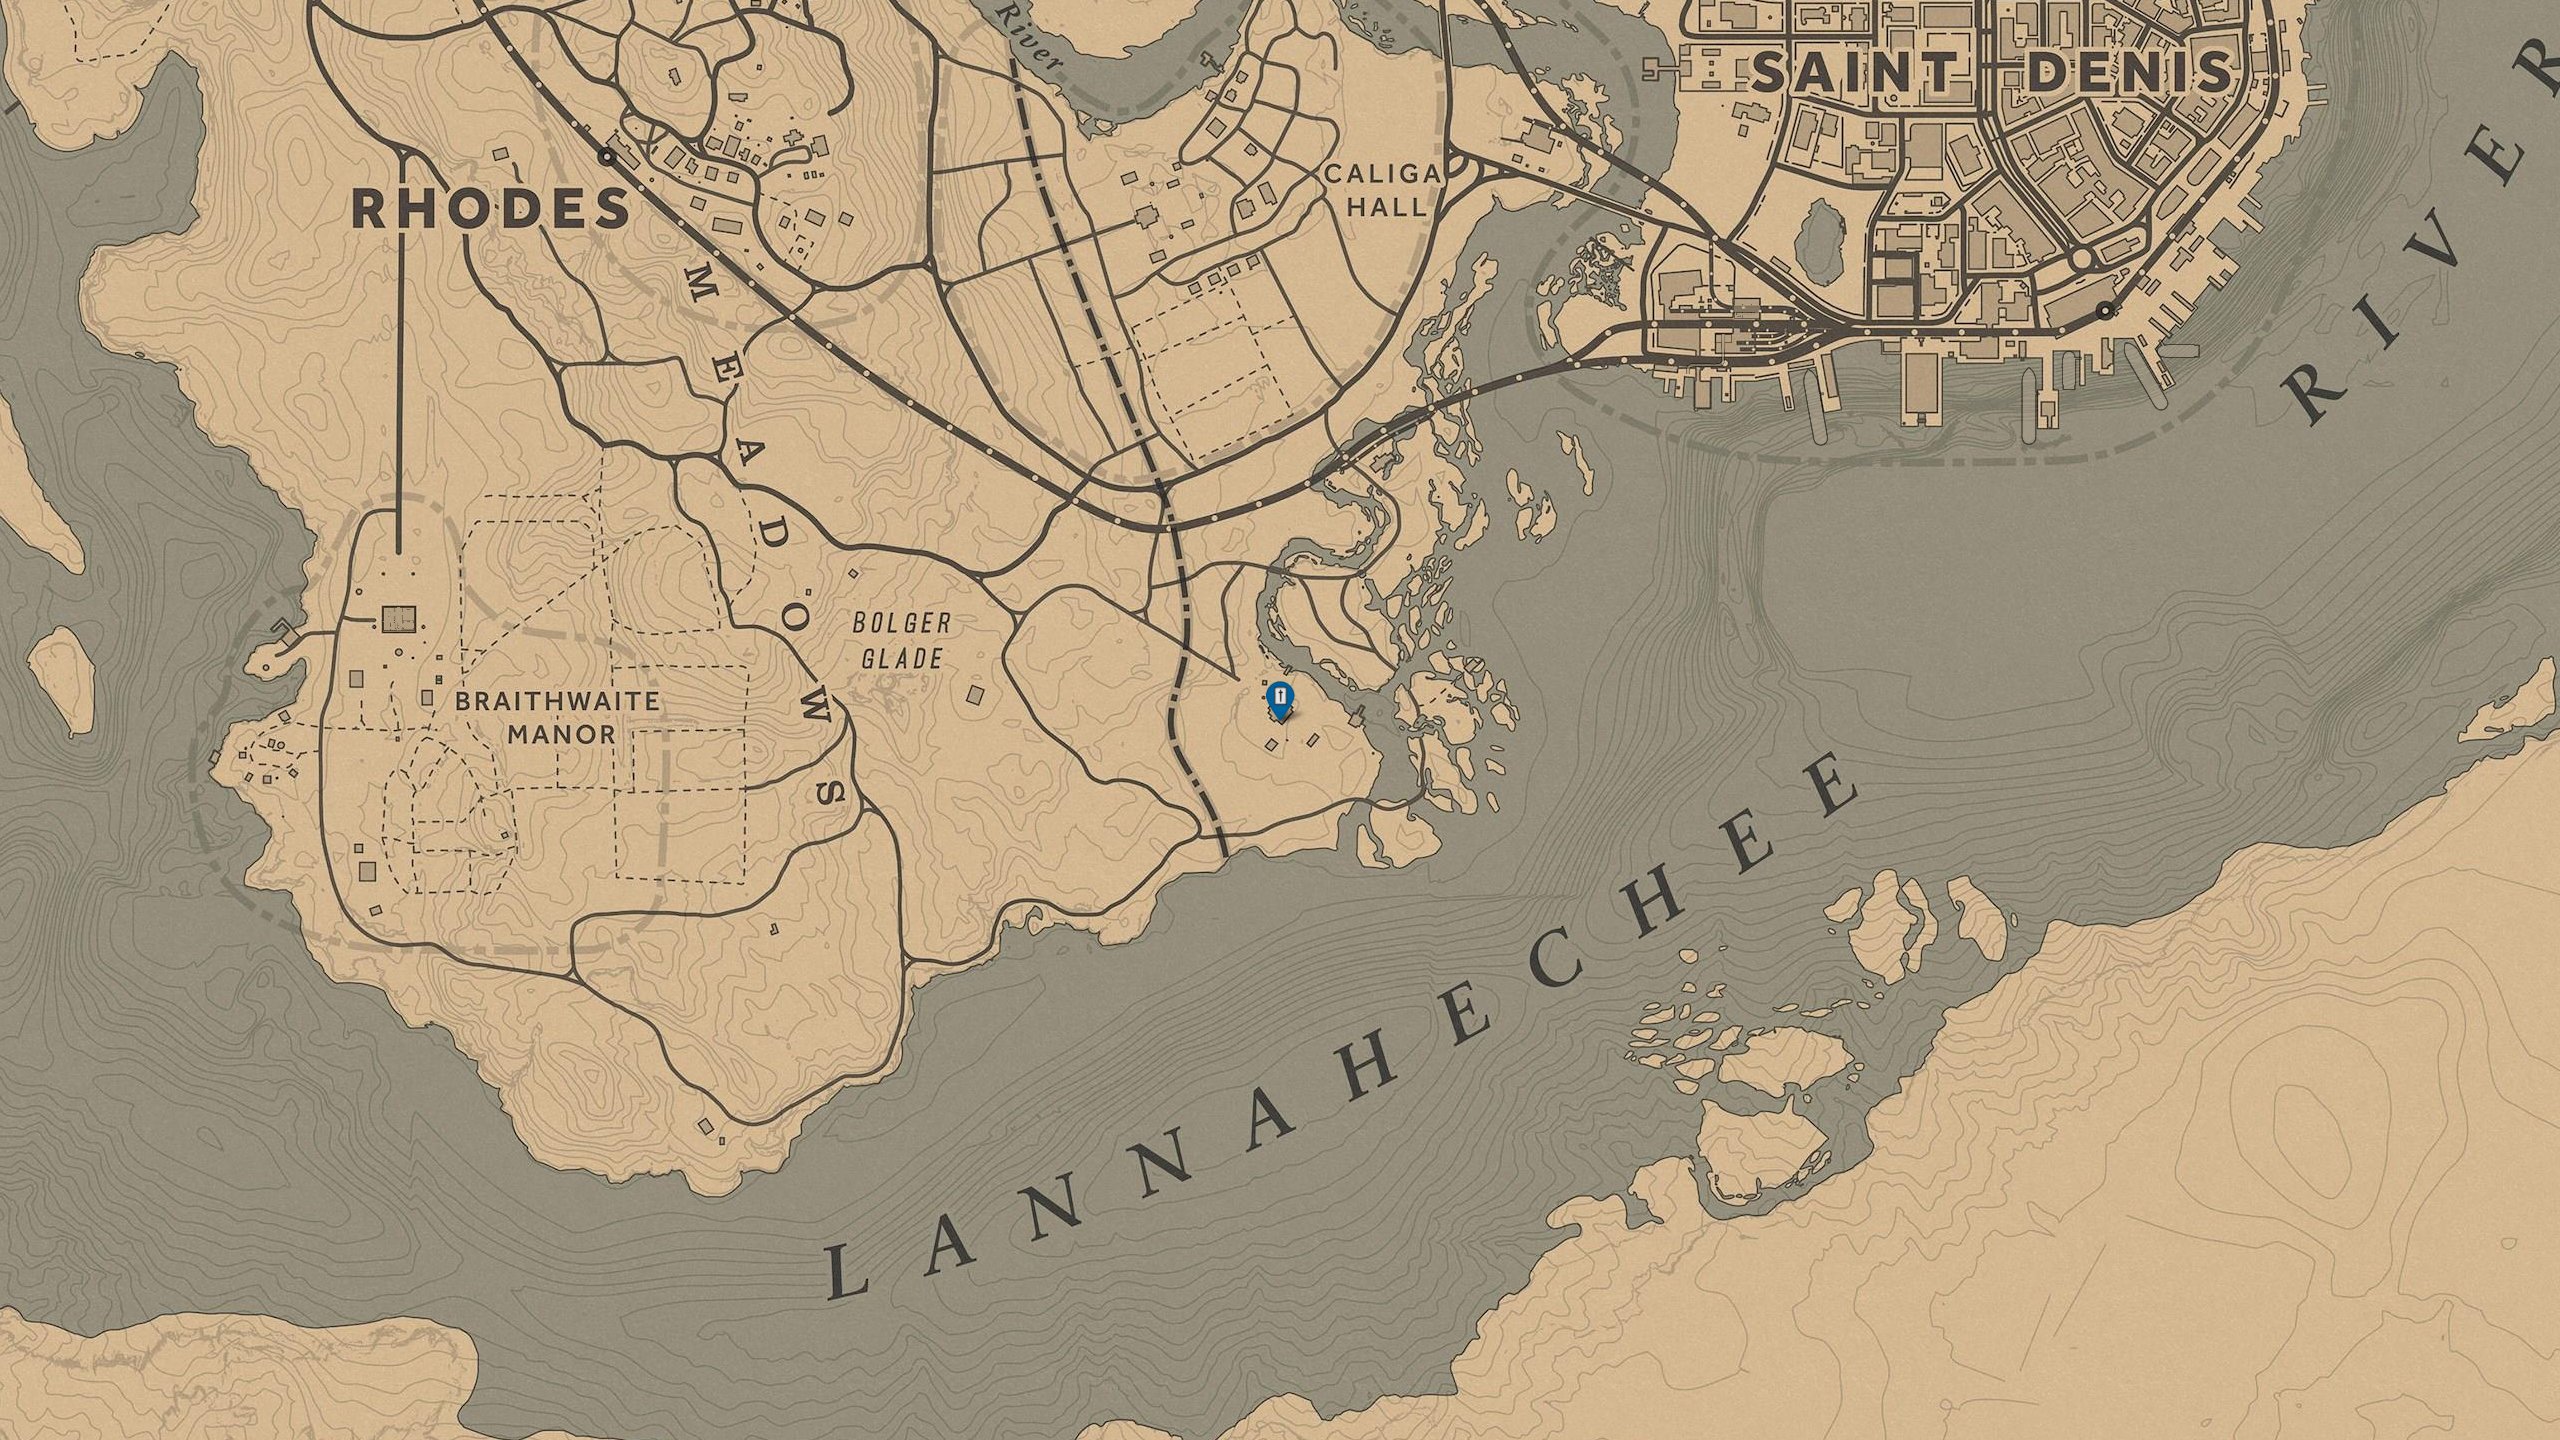 River
SAINT DENIS
CALIGA
HALL
RHODES
MEADOWS
BOLGER
GLADE
BRAITHWAITE
MANOR
LANNAHECHEE
RIVER